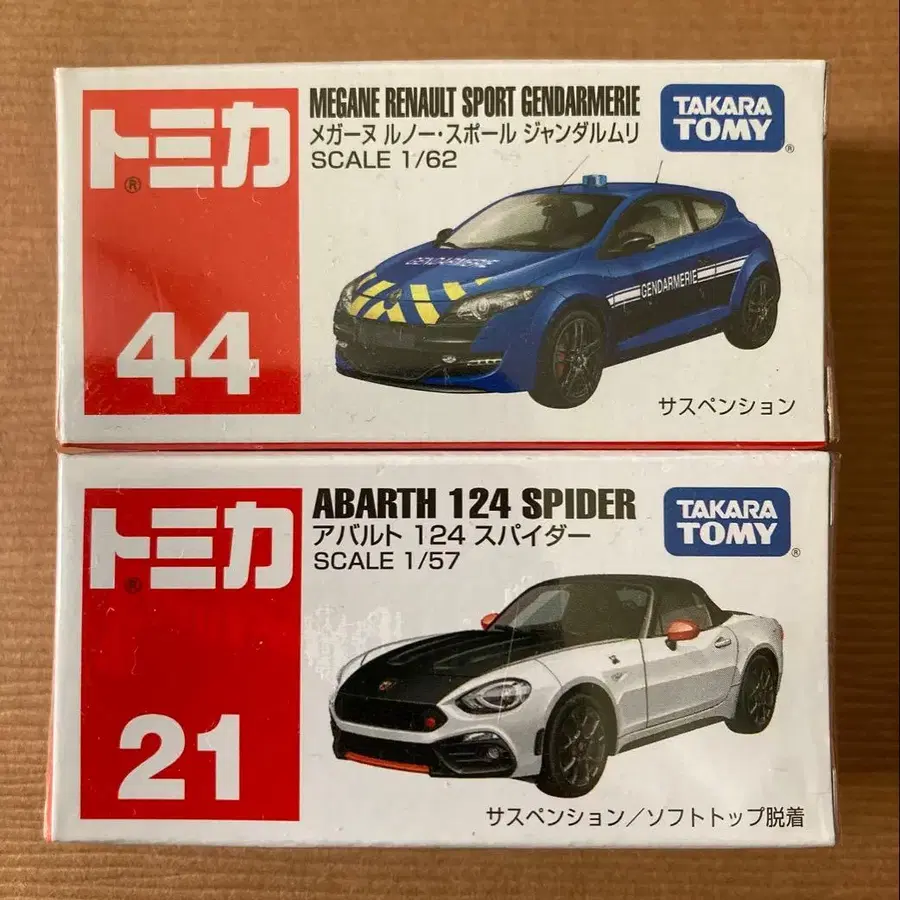 トミカ®
44
MEGANE RENAULT SPORT GENDARMERIE
メガーヌ ルノー・スポール ジャンダルムリ
SCALE 1/62
TAKARA
TOMY®
GENDARMERIE
GENDARMERIE
サスペンション
トミカ®
21
ABARTH 124 SPIDER
アバルト 124 スパイダー
SCALE 1/57
TAKARA
TOMY®
サスペンション/ソフトトップ脱着